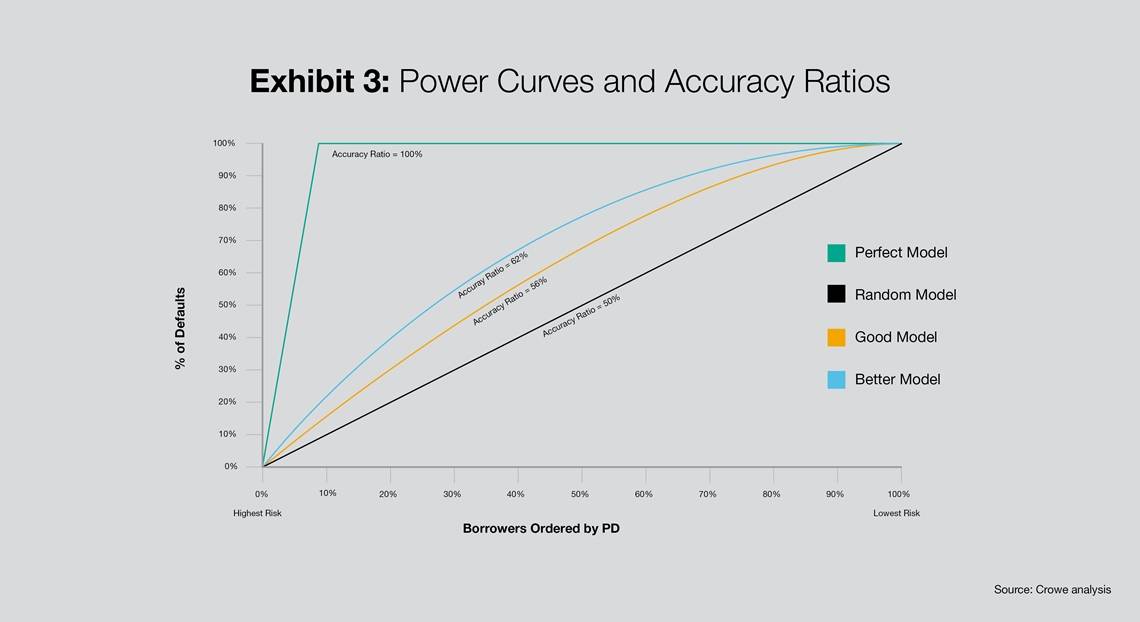 Exhibit 3: Power Curves and Accuracy Ratios
100%
90%
80%
70%
60%
50%
40%
30%
20%
10%
0%
% of Defaults
Accuracy Ratio = 100%
Accuray Ratio = 62%
Accuracy Ratio = 56%
Accuracy Ratio = 50%
Perfect Model
Random Model
Good Model
Better Model
0% 10% 20% 30% 40% 50% 60% 70% 80% 90% 100%
Highest Risk Lowest Risk
Borrowers Ordered by PD
Source: Crowe analysis